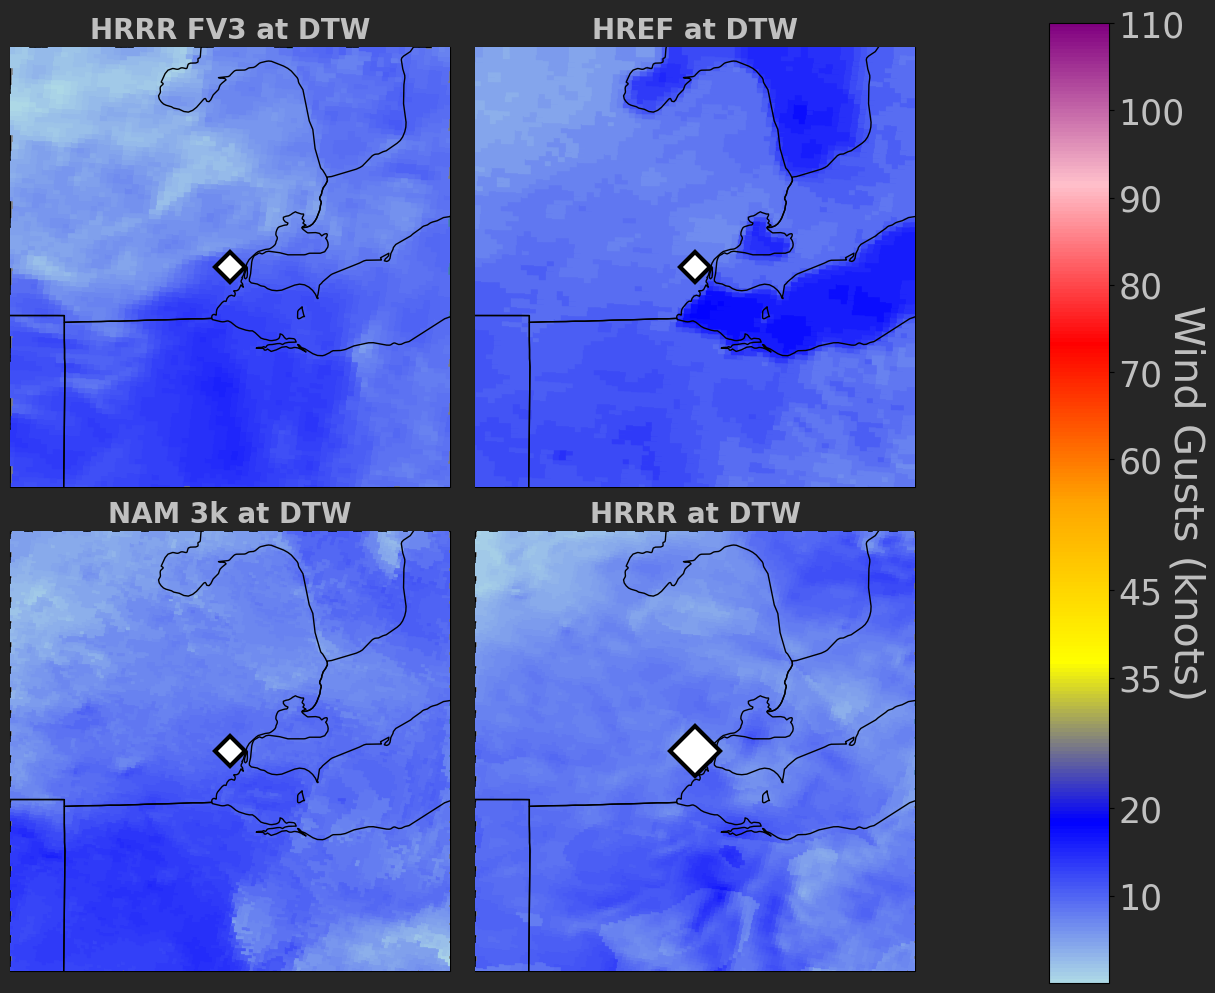 HRRR FV3 at DTW
HREF at DTW
NAM 3k at DTW
HRRR at DTW
110
100
90
80
70
60
45
35
20
10
Wind Gusts (knots)